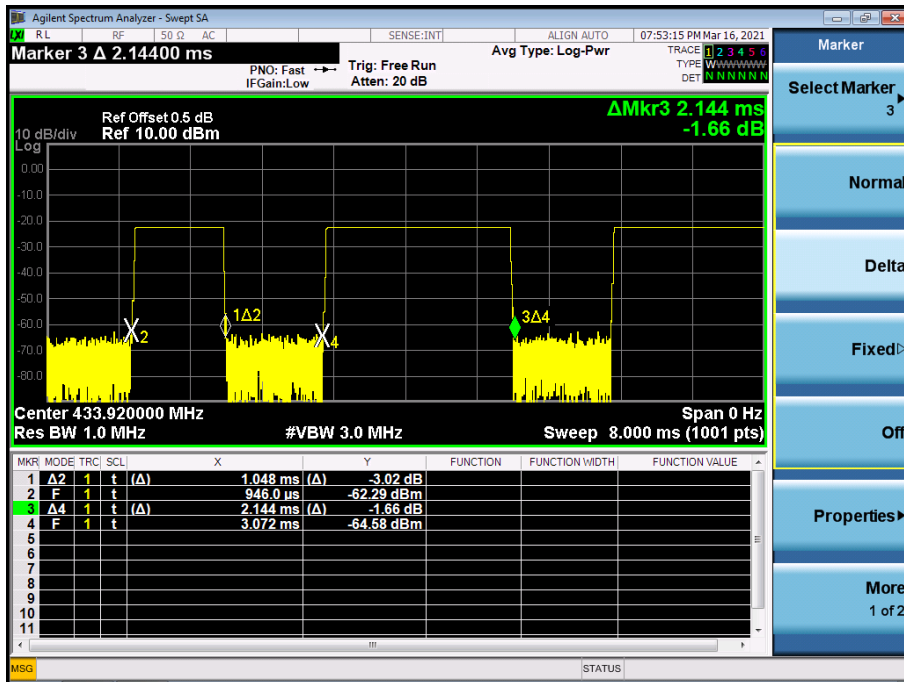 Agilent Spectrum Analyzer - Swept SA
LXI RL RF 50 Ω AC SENSE:INT ALIGN AUTO 07:53:15 PM Mar 16, 2021
Marker 3 Δ 2.14400 ms
PNO: Fast
IFGain:Low
Trig: Free Run
Atten: 20 dB
Avg Type: Log-Pwr
TRACE 1 2 3 4 5 6
TYPE WWWWWW
DET N N N N N N
ΔMkr3 2.144 ms
-1.66 dB
Ref Offset 0.5 dB
10 dB/div Ref 10.00 dBm
Log
0.00
-10.0
-20.0
-30.0
-40.0
-50.0
-60.0
-70.0
-80.0
2
1Δ2
4
3Δ4
Center 433.920000 MHz Span 0 Hz
Res BW 1.0 MHz #VBW 3.0 MHz Sweep 8.000 ms (1001 pts)
MKR MODE TRC SCL X Y FUNCTION FUNCTION WIDTH FUNCTION VALUE
1 Δ2 1 t (Δ) 1.048 ms (Δ) -3.02 dB
2 F 1 t 946.0 µs -62.29 dBm
3 Δ4 1 t (Δ) 2.144 ms (Δ) -1.66 dB
4 F 1 t 3.072 ms -64.58 dBm
5
6
7
8
9
10
11
MSG STATUS
Marker
Select Marker
3
Normal
Delta
Fixed
Off
Properties
More
1 of 2